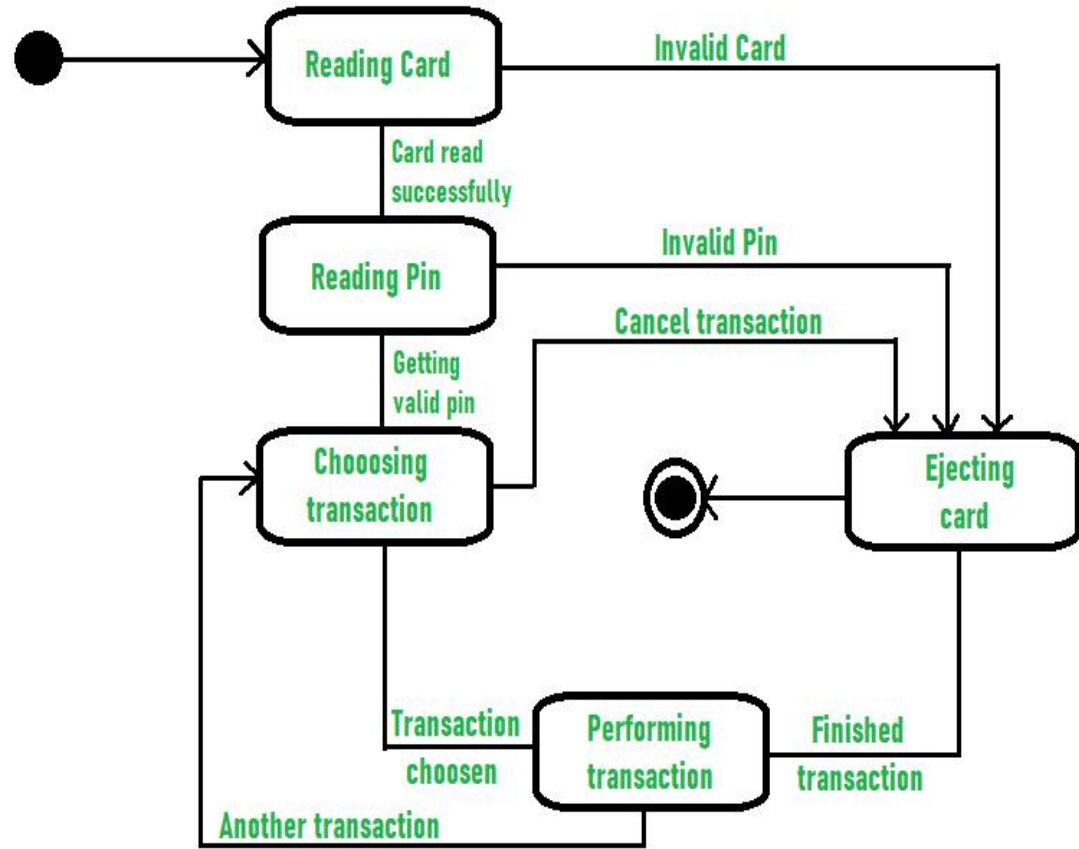 Reading Card
Invalid Card
Card read
successfully
Reading Pin
Invalid Pin
Cancel transaction
Getting
valid pin
Chooosing
transaction
Ejecting
card
Transaction
choosen
Performing
transaction
Finished
transaction
Another transaction